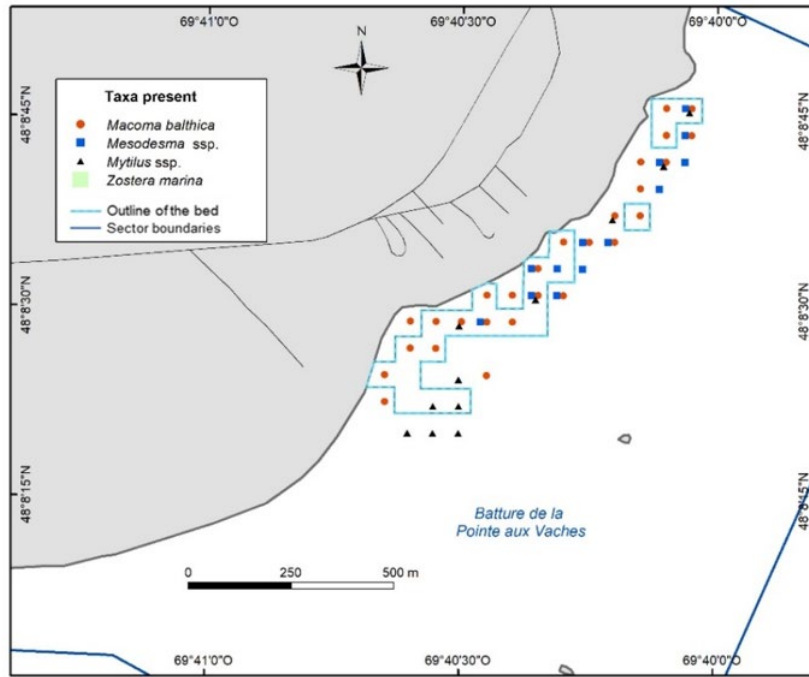 69°41'0"O 69°40'30"O 69°40'0"O
N
48°8'45"N
48°8'45"N
Taxa present
Macoma balthica
Mesodesma ssp.
Mytilus ssp.
Zostera marina
Outline of the bed
Sector boundaries
48°8'30"N
48°8'30"N
48°8'15"N
48°8'15"N
Batture de la
Pointe aux Vaches
0 250 500 m
69°41'0"O 69°40'30"O 69°40'0"O